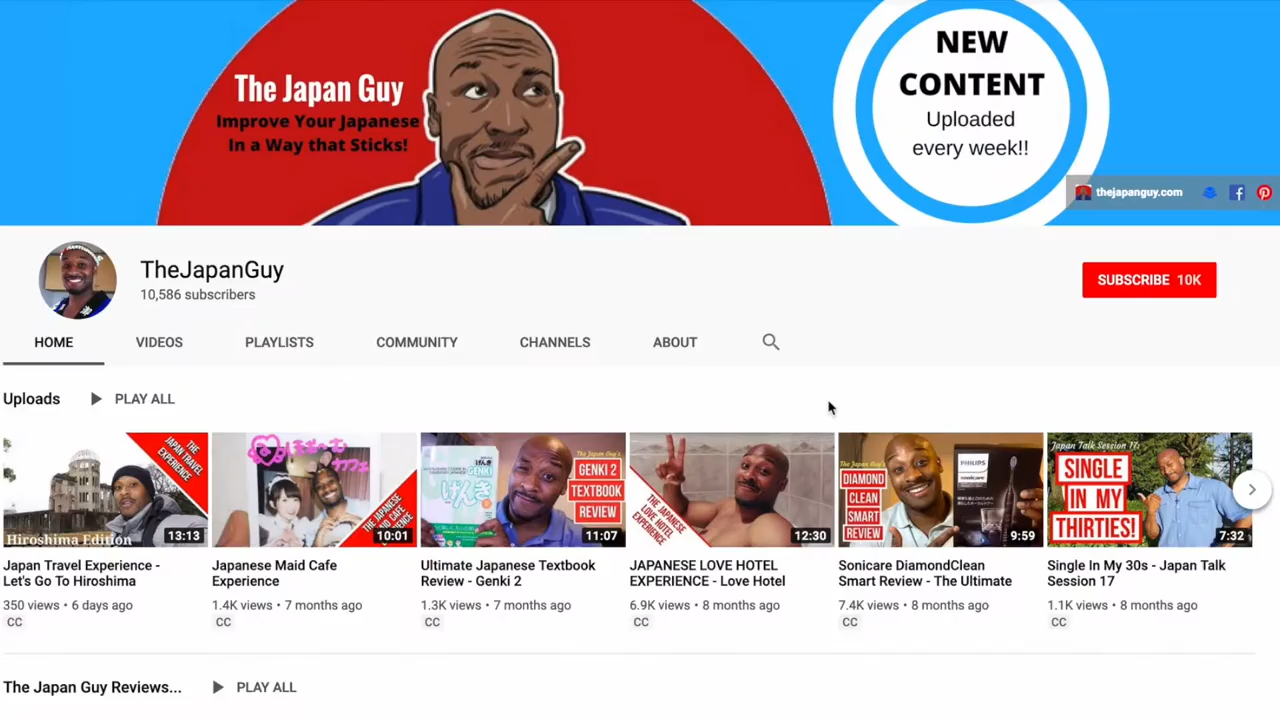 The Japan Guy
Improve Your Japanese
In a Way that Sticks!
NEW
CONTENT
Uploaded
every week!!
thejapanguy.com
TheJapanGuy
10,586 subscribers
SUBSCRIBE 10K
HOME
VIDEOS
PLAYLISTS
COMMUNITY
CHANNELS
ABOUT
Uploads
PLAY ALL
THE
JAPAN TRAVEL
EXPERIENCE
Hiroshima Edition
13:13
THE JAPANESE
EXPERIENCE
10:01
The Japan Guy's
GENKI 2
TEXTBOOK
REVIEW
GENKI
げんき
11:07
THE JAPANESE
LOVE HOTEL
EXPERIENCE
12:30
The Japan Guy's
DIAMOND
CLEAN
SMART
REVIEW
PHILIPS
sonicare
9:59
Japan Talk Session 17:
SINGLE
IN MY
THIRTIES!
7:32
Japan Travel Experience -
Let's Go To Hiroshima
350 views • 6 days ago
CC
Japanese Maid Cafe
Experience
1.4K views • 7 months ago
CC
Ultimate Japanese Textbook
Review - Genki 2
1.3K views • 7 months ago
CC
JAPANESE LOVE HOTEL
EXPERIENCE - Love Hotel
6.9K views • 8 months ago
CC
Sonicare DiamondClean
Smart Review - The Ultimate
7.4K views • 8 months ago
CC
Single In My 30s - Japan Talk
Session 17
1.1K views • 8 months ago
CC
The Japan Guy Reviews...
PLAY ALL